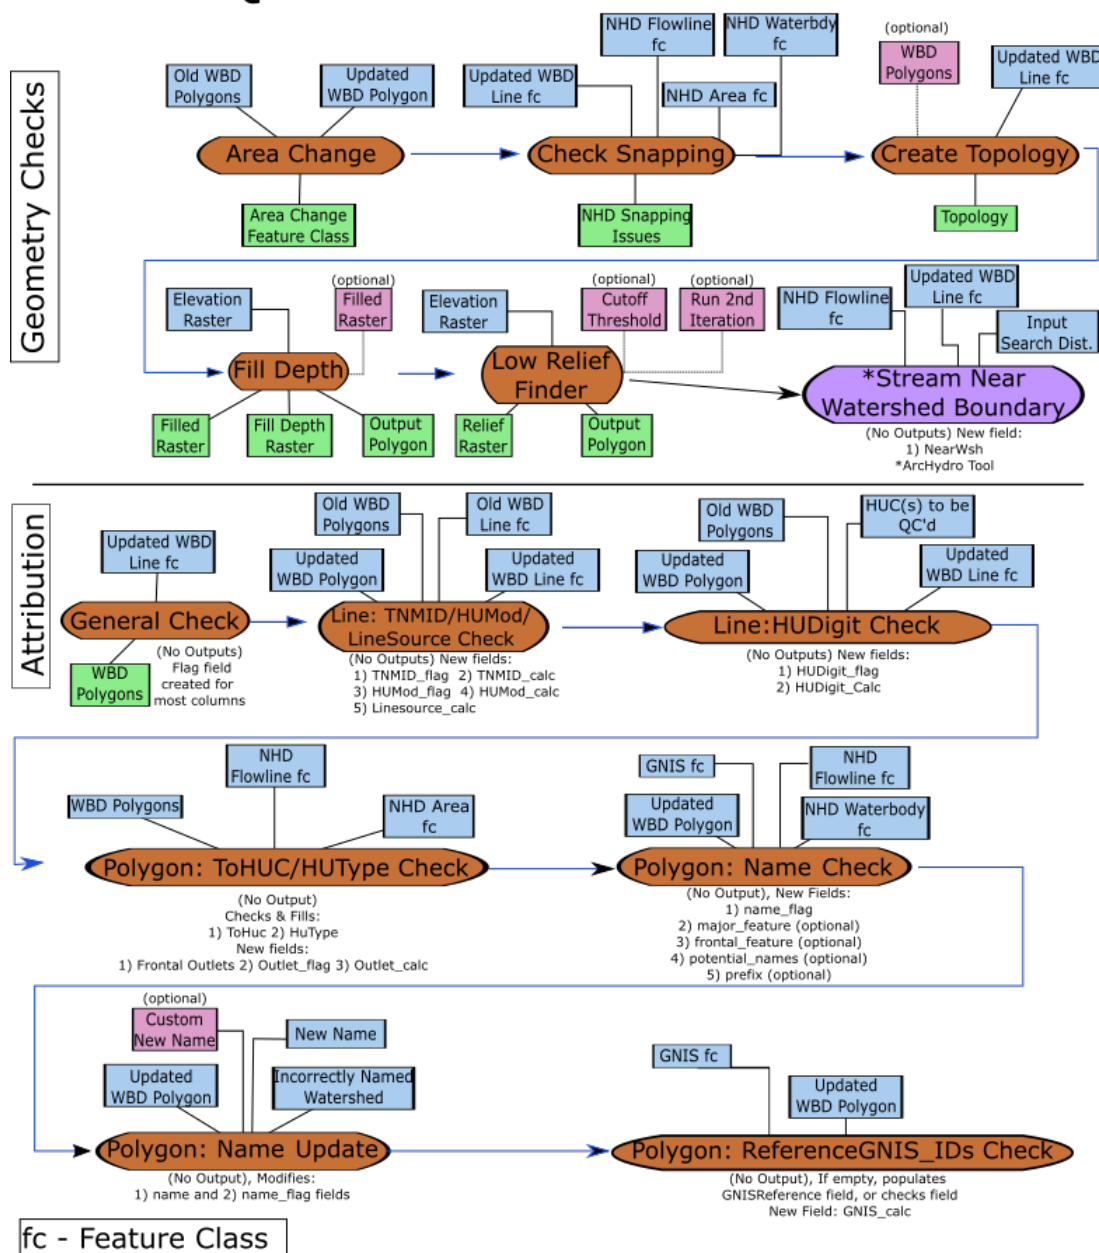 Geometry Checks
Old WBD
Polygons
Updated
WBD Polygon
Area Change
Area Change
Feature Class
Updated WBD
Line fc
NHD Flowline
fc
NHD Waterbdy
fc
NHD Area fc
Check Snapping
NHD Snapping
Issues
(optional)
WBD
Polygons
Updated WBD
Line fc
Create Topology
Topology
Elevation
Raster
(optional)
Filled
Raster
Fill Depth
Filled
Raster
Fill Depth
Raster
Output
Polygon
Elevation
Raster
(optional)
Cutoff
Threshold
(optional)
Run 2nd
Iteration
Low Relief
Finder
Relief
Raster
Output
Polygon
NHD Flowline
fc
Updated WBD
Line fc
Input
Search Dist.
*Stream Near
Watershed Boundary
(No Outputs) New field:
1) NearWsh
*ArcHydro Tool
Attribution
Updated WBD
Line fc
General Check
WBD
Polygons
(No Outputs)
Flag field
created for
most columns
Old WBD
Polygons
Old WBD
Line fc
Updated
WBD Polygon
Updated
WBD Line fc
Line: TNMID/HUMod/
LineSource Check
(No Outputs) New fields:
1) TNMID_flag 2) TNMID_calc
3) HUMod_flag 4) HUMod_calc
5) Linesource_calc
Old WBD
Polygons
HUC(s) to be
QC'd
Updated
WBD Polygon
Updated
WBD Line fc
Line:HUDigit Check
(No Outputs) New fields:
1) HUDigit_flag
2) HUDigit_Calc
WBD Polygons
NHD
Flowline fc
NHD Area
fc
Polygon: ToHUC/HUType Check
(No Output)
Checks & Fills:
1) ToHuc 2) HuType
New fields:
1) Frontal Outlets 2) Outlet_flag 3) Outlet_calc
GNIS fc
NHD
Flowline fc
Updated
WBD Polygon
NHD Waterbody
fc
Polygon: Name Check
(No Output), New Fields:
1) name_flag
2) major_feature (optional)
3) frontal_feature (optional)
4) potential_names (optional)
5) prefix (optional)
(optional)
Custom
New Name
New Name
Updated
WBD Polygon
Incorrectly Named
Watershed
Polygon: Name Update
(No Output), Modifies:
1) name and 2) name_flag fields
GNIS fc
Updated
WBD Polygon
Polygon: ReferenceGNIS_IDs Check
(No Output), If empty, populates
GNISReference field, or checks field
New Field: GNIS_calc
fc - Feature Class